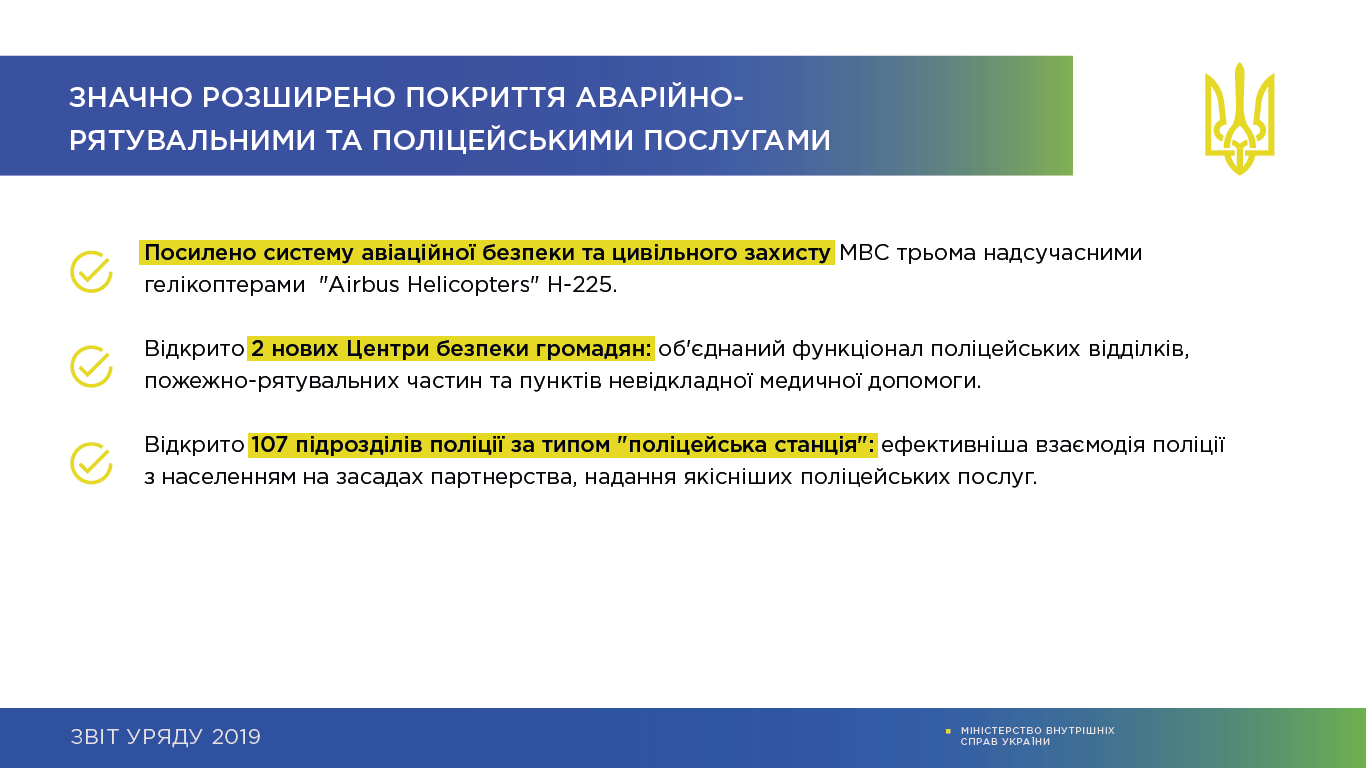 ЗНАЧНО РОЗШИРЕНО ПОКРИТТЯ АВАРІЙНО-
РЯТУВАЛЬНИМИ ТА ПОЛІЦЕЙСЬКИМИ ПОСЛУГАМИ
Посилено систему авіаційної безпеки та цивільного захисту МВС трьома надсучасними
гелікоптерами "Airbus Helicopters" H-225.
Відкрито 2 нових Центри безпеки громадян: об'єднаний функціонал поліцейських відділків,
пожежно-рятувальних частин та пунктів невідкладної медичної допомоги.
Відкрито 107 підрозділів поліції за типом "поліцейська станція": ефективніша взаємодія поліції
з населенням на засадах партнерства, надання якісніших поліцейських послуг.
ЗВІТ УРЯДУ 2019
МІНІСТЕРСТВО ВНУТРІШНІХ
СПРАВ УКРАЇНИ